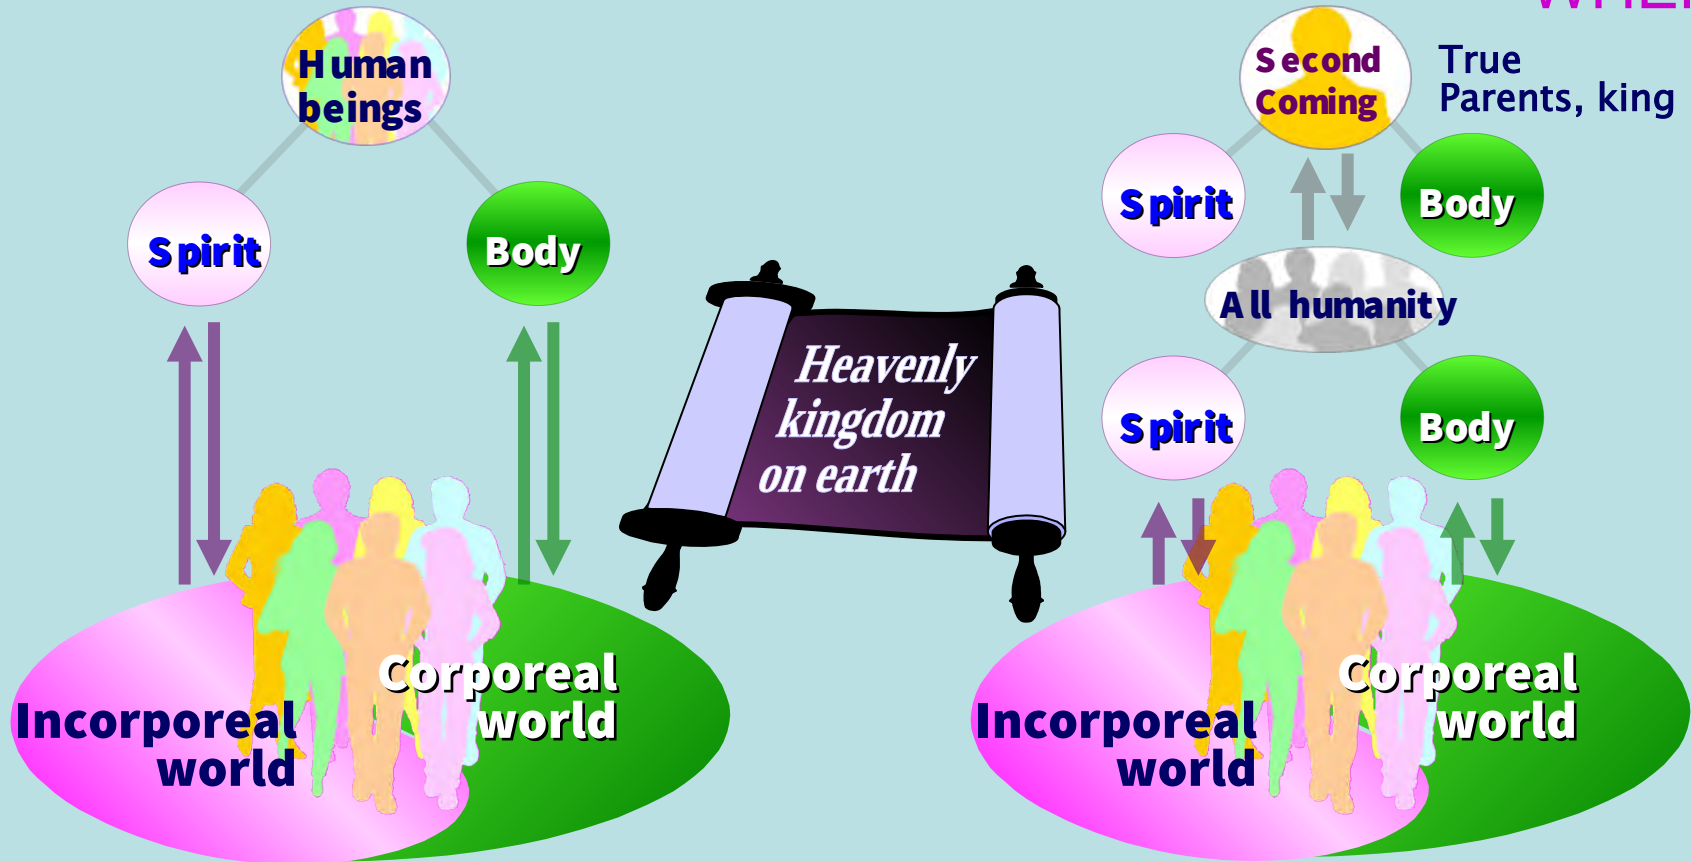 Human
beings
Spirit
Body
Incorporeal
world
Corporeal
world
Heavenly
kingdom
on earth
Second
Coming
True
Parents, king
Spirit
Body
All humanity
Spirit
Body
Incorporeal
world
Corporeal
world